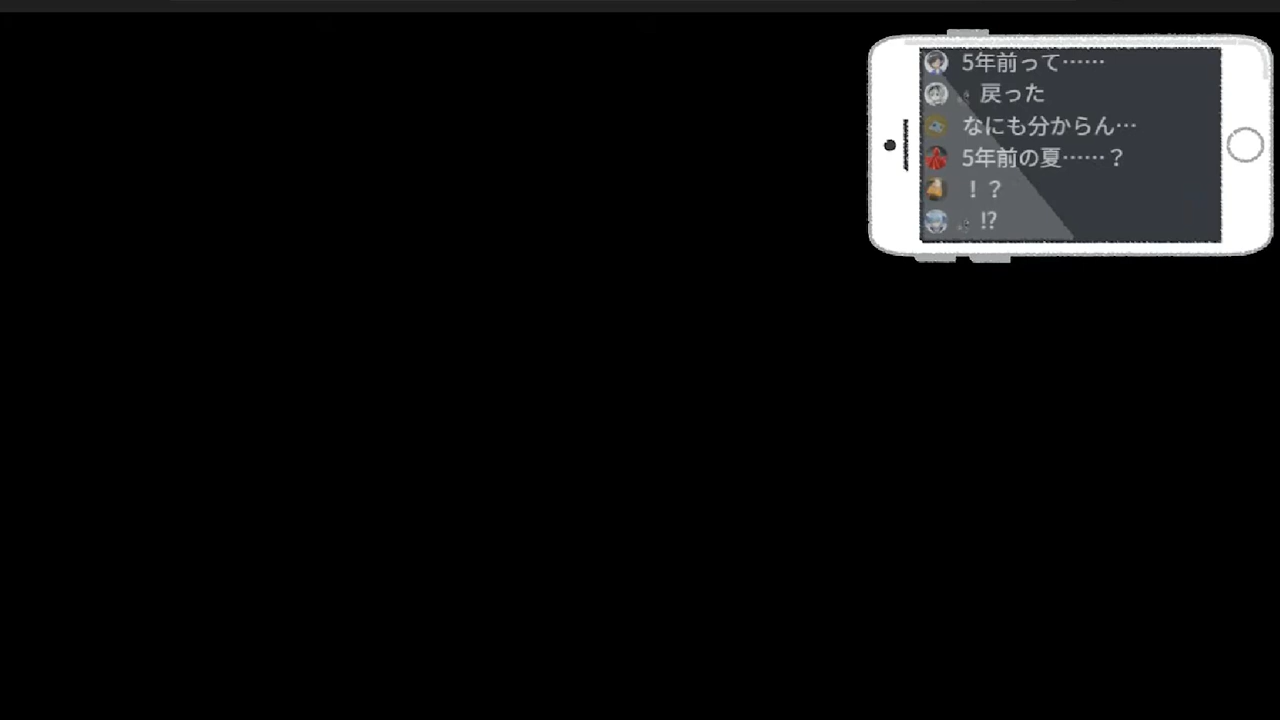 5年前って……
戻った
なにも分からん…
5年前の夏……？
！？
⁉